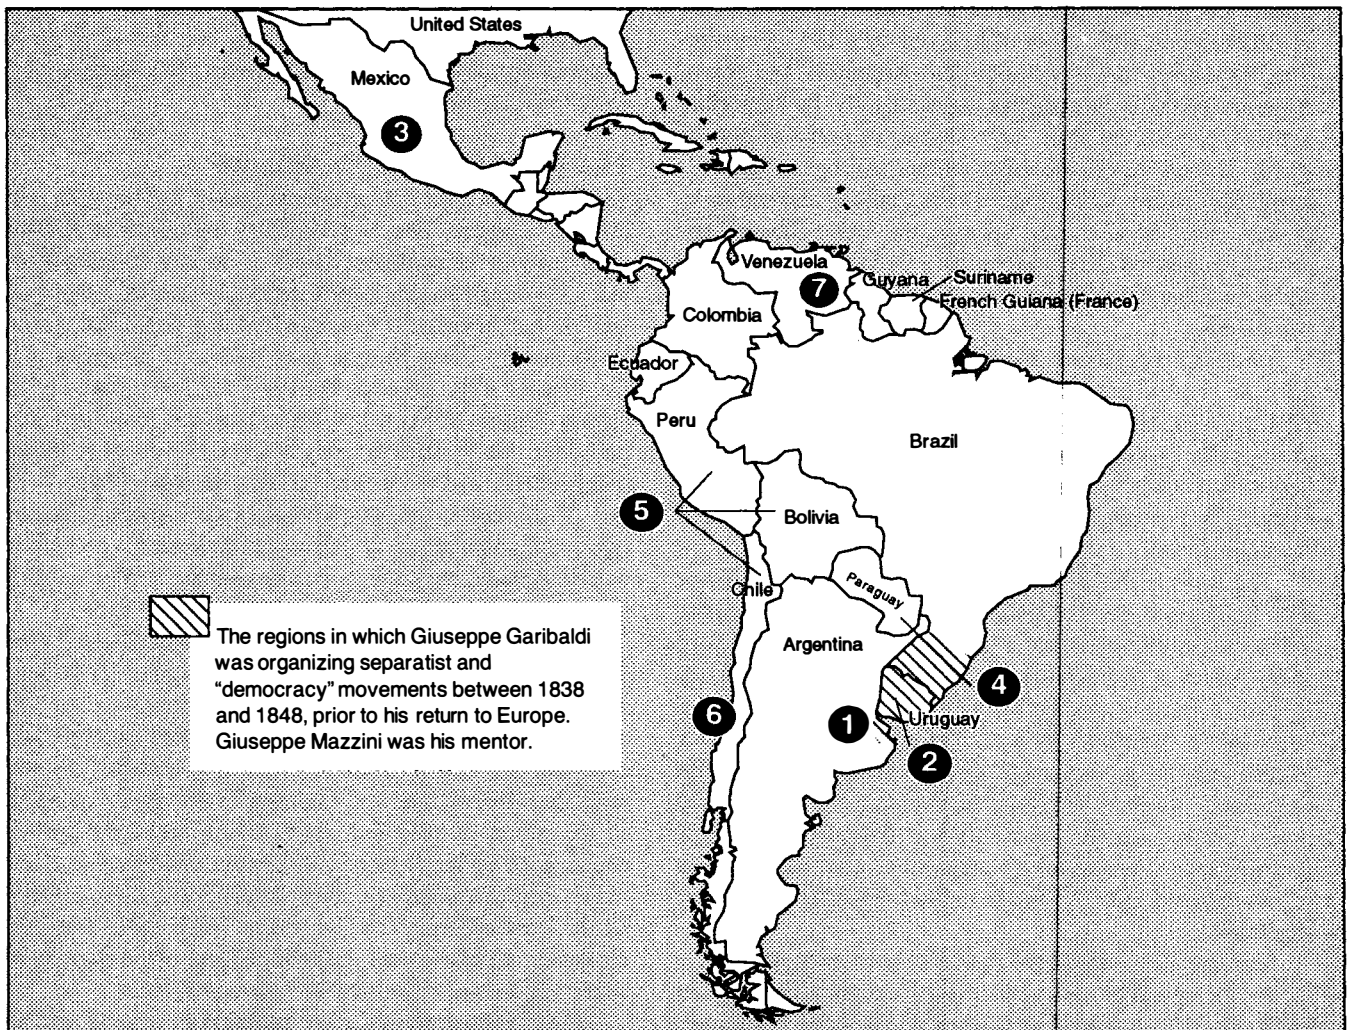 United States
Mexico
3
Venezuela
7
Guyana
Suriname
French Guiana (France)
Colombia
Ecuador
Peru
Brazil
5
Bolivia
Chile
Paraguay
The regions in which Giuseppe Garibaldi
was organizing separatist and
"democracy" movements between 1838
and 1848, prior to his return to Europe.
Giuseppe Mazzini was his mentor.
Argentina
4
6
1
Uruguay
2